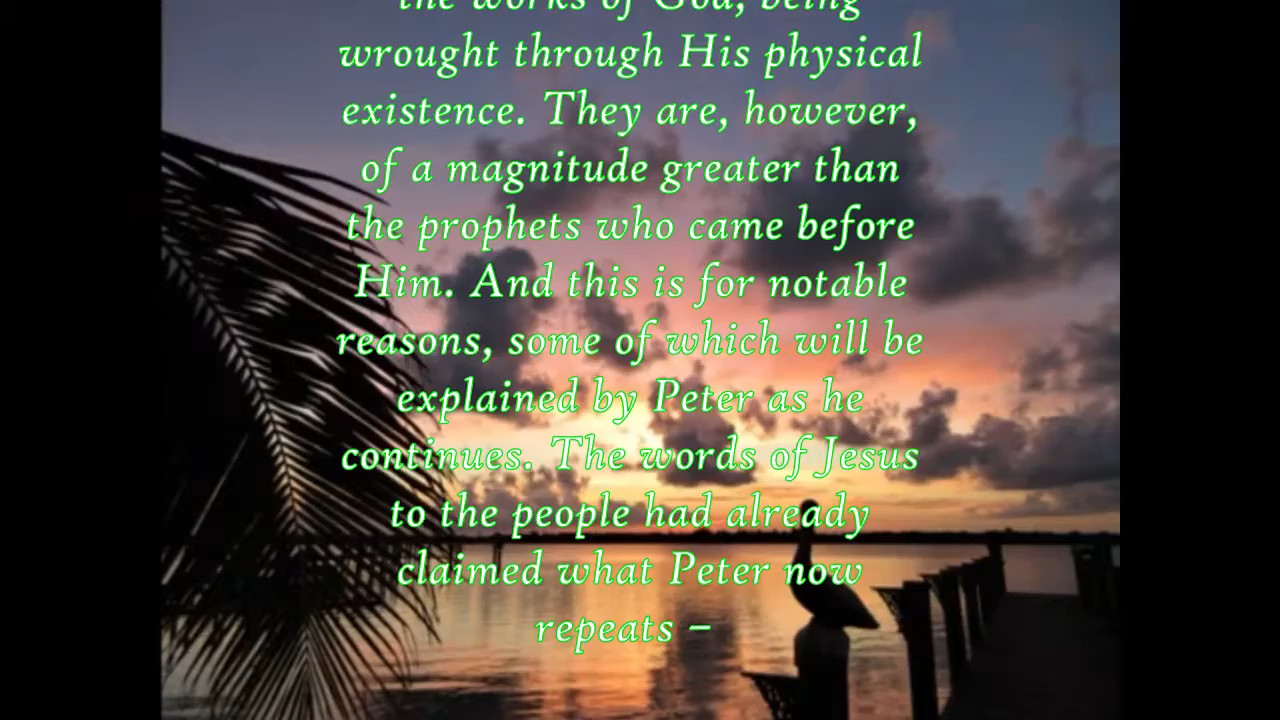 the works of God, being
wrought through His physical
existence. They are, however,
of a magnitude greater than
the prophets who came before
Him. And this is for notable
reasons, some of which will be
explained by Peter as he
continues. The words of Jesus
to the people had already
claimed what Peter now
repeats –